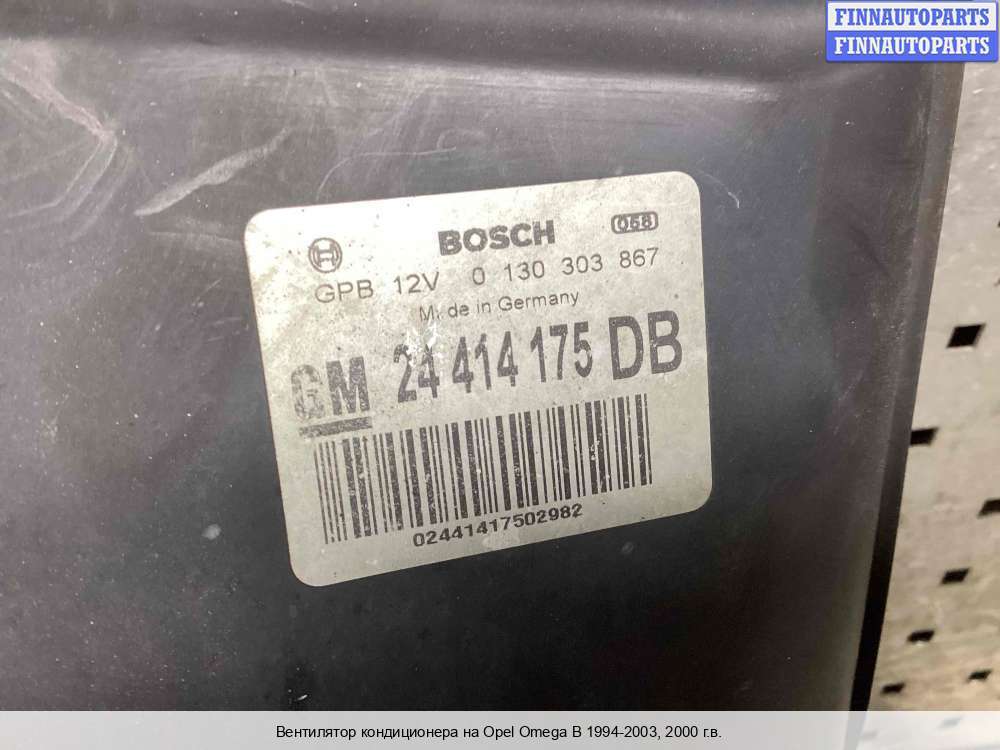 FINNAUTOPARTS
FINNAUTOPARTS
BOSCH 068
GPB 12V 0 130 303 867
Made in Germany
GM 24 414 175 DB
02441417502982
Вентилятор кондиционера на Opel Omega B 1994-2003, 2000 г.в.